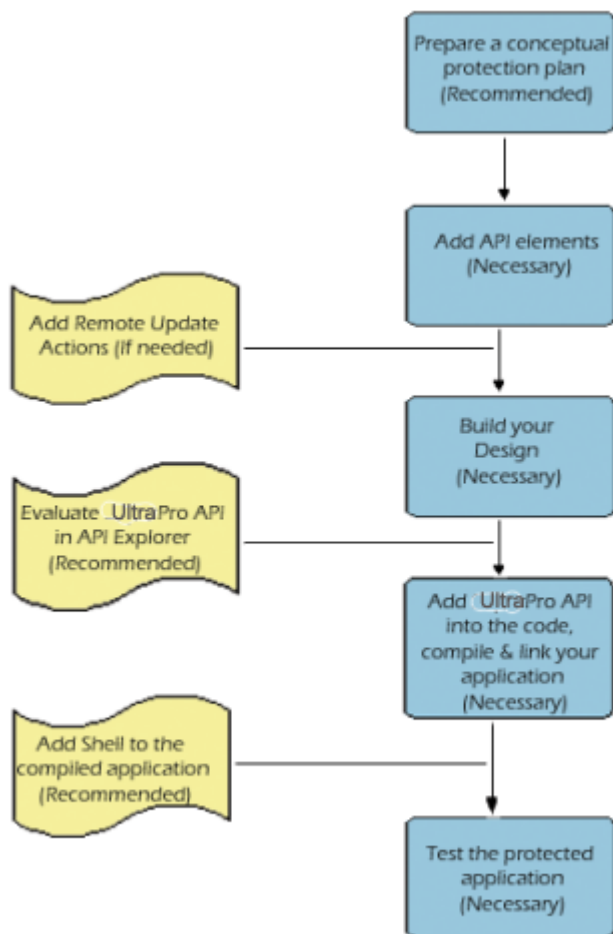 Prepare a conceptual
protection plan
(Recommended)
Add API elements
(Necessary)
Add Remote Update
Actions (If needed)
Build your
Design
(Necessary)
Evaluate UltraPro API
in API Explorer
(Recommended)
Add UltraPro API
into the code,
compile & link your
application
(Necessary)
Add Shell to the
compiled application
(Recommended)
Test the protected
application
(Necessary)